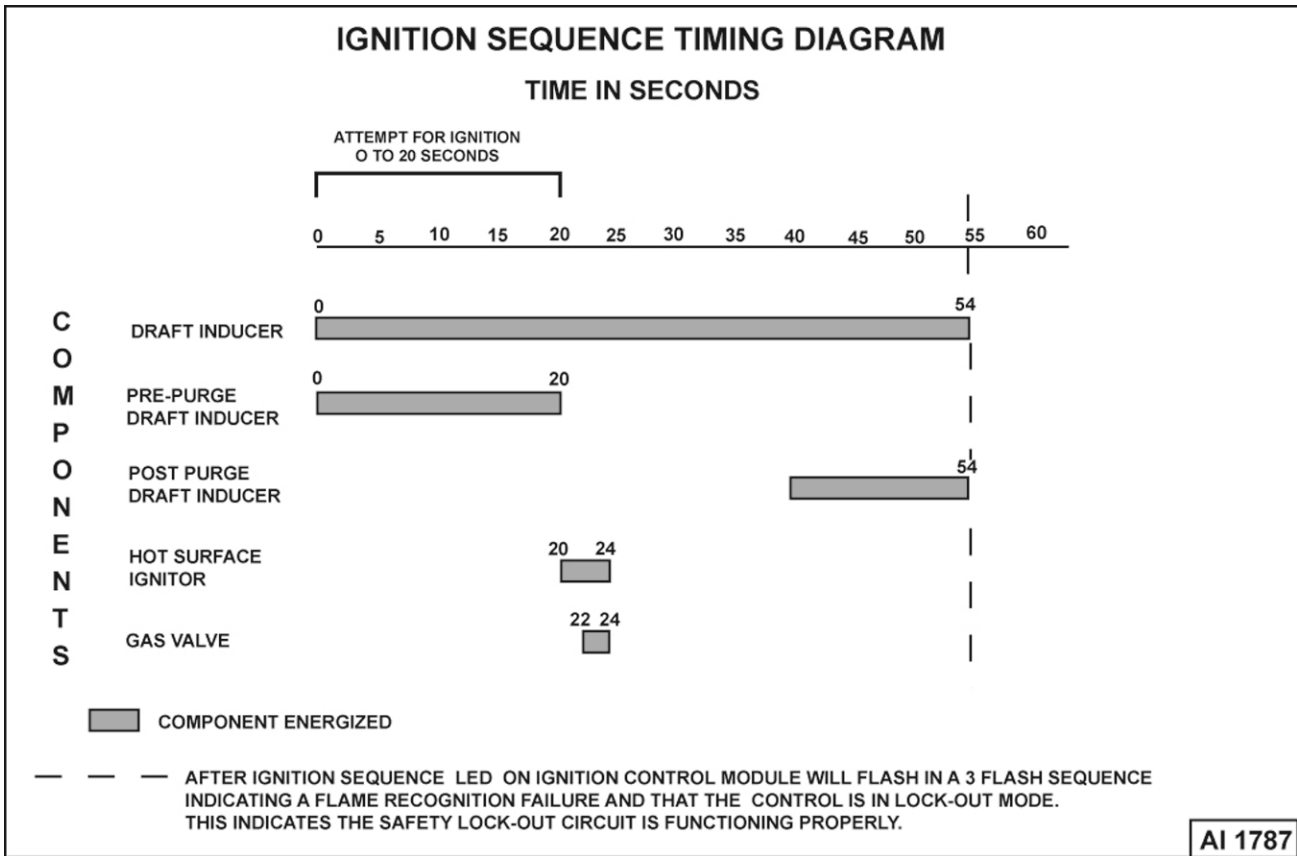 IGNITION SEQUENCE TIMING DIAGRAM
TIME IN SECONDS
ATTEMPT FOR IGNITION
O TO 20 SECONDS
0 5 10 15 20 25 30 35 40 45 50 55 60
COMPONENTS
0 54
DRAFT INDUCER
0 20
PRE-PURGE
DRAFT INDUCER
54
POST PURGE
DRAFT INDUCER
20 24
HOT SURFACE
IGNITOR
22 24
GAS VALVE
COMPONENT ENERGIZED
AFTER IGNITION SEQUENCE LED ON IGNITION CONTROL MODULE WILL FLASH IN A 3 FLASH SEQUENCE
INDICATING A FLAME RECOGNITION FAILURE AND THAT THE CONTROL IS IN LOCK-OUT MODE.
THIS INDICATES THE SAFETY LOCK-OUT CIRCUIT IS FUNCTIONING PROPERLY.
AI 1787